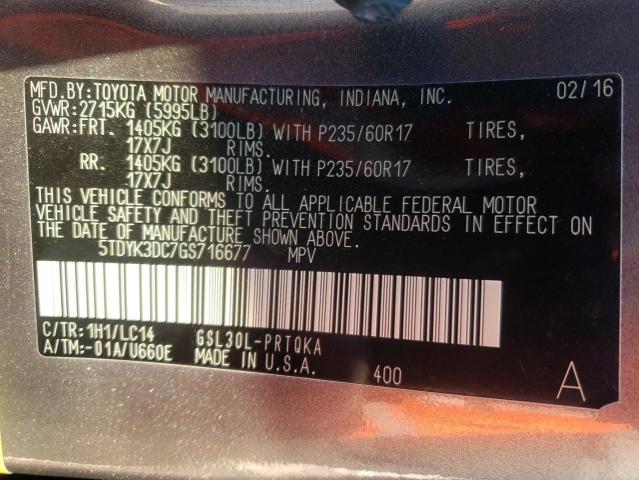 MFD.BY:TOYOTA MOTOR MANUFACTURING, INDIANA, INC. 02/16
GVWR:2715KG (5995LB)
GAWR:FRT. 1405KG (3100LB) WITH P235/60R17 TIRES,
17X7J RIMS.
RR. 1405KG (3100LB) WITH P235/60R17 TIRES,
17X7J RIMS.
THIS VEHICLE CONFORMS TO ALL APPLICABLE FEDERAL MOTOR
VEHICLE SAFETY AND THEFT PREVENTION STANDARDS IN EFFECT ON
THE DATE OF MANUFACTURE SHOWN ABOVE.
5TDYK3DC7GS716677 MPV
C/TR:1H1/LC14 GSL30L-PRTQKA
A/TM:-01A/U660E MADE IN U.S.A. 400 A